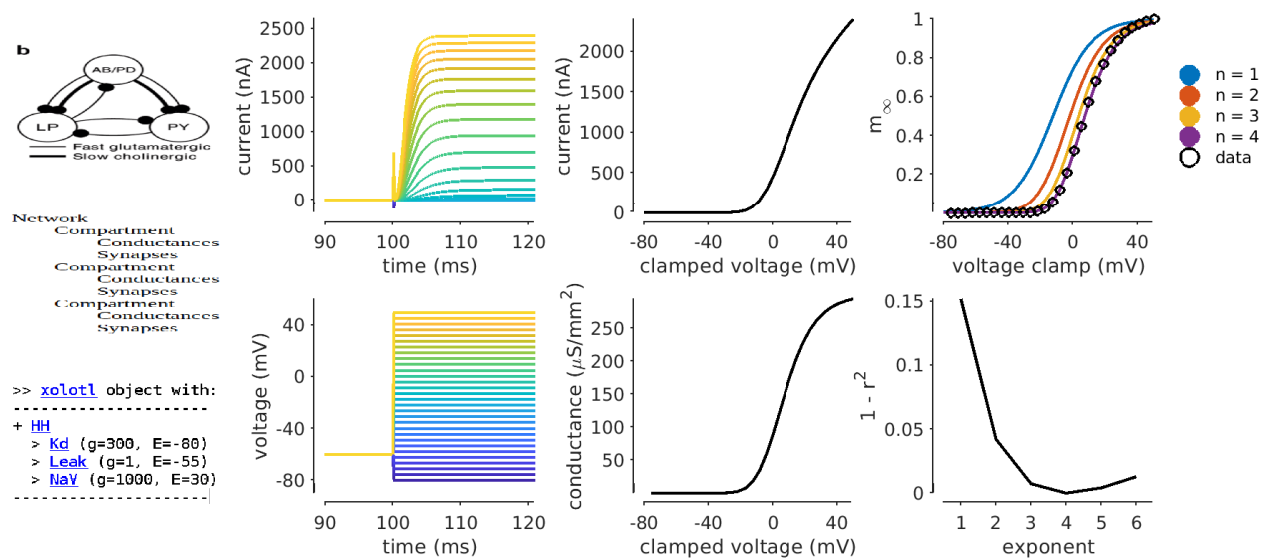 b
AB/PD
LP
PY
Fast glutamatergic
Slow cholinergic
Network
Compartment
Conductances
Synapses
Compartment
Conductances
Synapses
Compartment
Conductances
Synapses
>> xolotl object with:
---------------------
+ HH
> Kd (g=300, E=-80)
> Leak (g=1, E=-55)
> NaV (g=1000, E=30)
---------------------
current (nA)
2500
2000
1500
1000
500
0
90
100
110
120
time (ms)
current (nA)
2000
1500
1000
500
0
-80
-40
0
40
clamped voltage (mV)
m∞
1
0.8
0.6
0.4
0.2
-80
-40
0
40
voltage clamp (mV)
n = 1
n = 2
n = 3
n = 4
data
voltage (mV)
40
0
-40
-80
90
100
110
120
time (ms)
conductance (μS/mm²)
250
200
150
100
50
-80
-40
0
40
clamped voltage (mV)
1 - r²
0.15
0.1
0.05
0
1
2
3
4
5
6
exponent